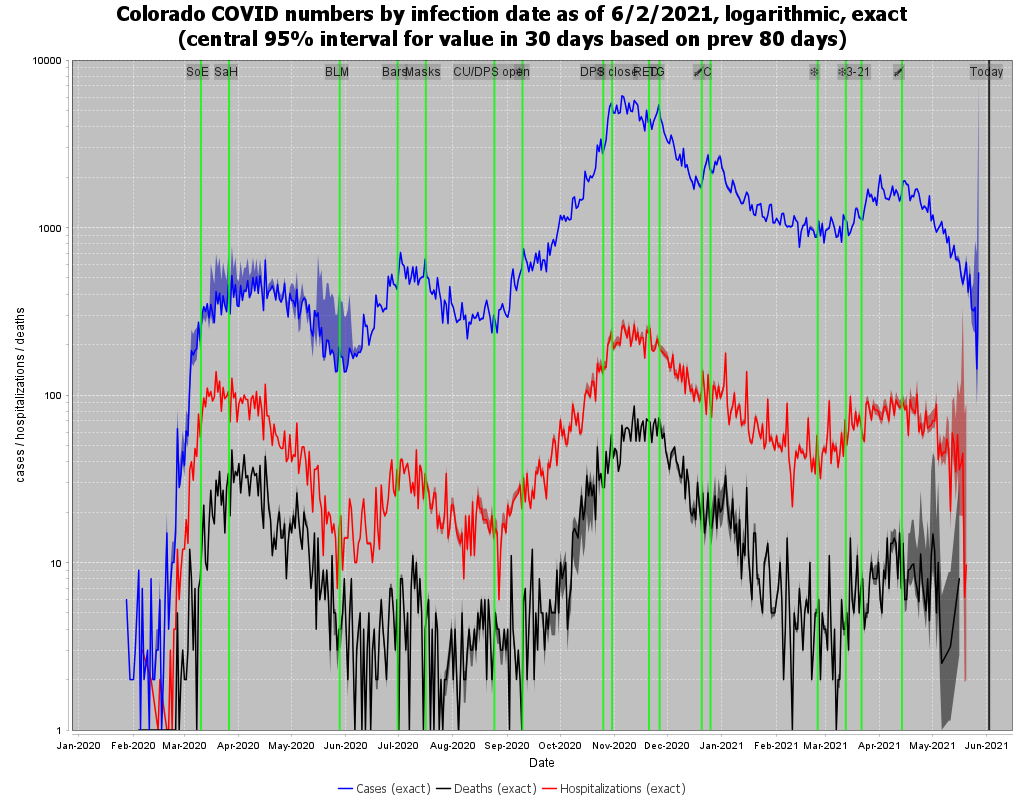 Colorado COVID numbers by infection date as of 6/2/2021, logarithmic, exact
(central 95% interval for value in 30 days based on prev 80 days)
SoE SaH BLM Bars Masks CU/DPS open DPS close RED C 3-21 Today
10000
1000
100
10
1
cases / hospitalizations / deaths
Jan-2020 Feb-2020 Mar-2020 Apr-2020 May-2020 Jun-2020 Jul-2020 Aug-2020 Sep-2020 Oct-2020 Nov-2020 Dec-2020 Jan-2021 Feb-2021 Mar-2021 Apr-2021 May-2021 Jun-2021
Date
Cases (exact) Deaths (exact) Hospitalizations (exact)